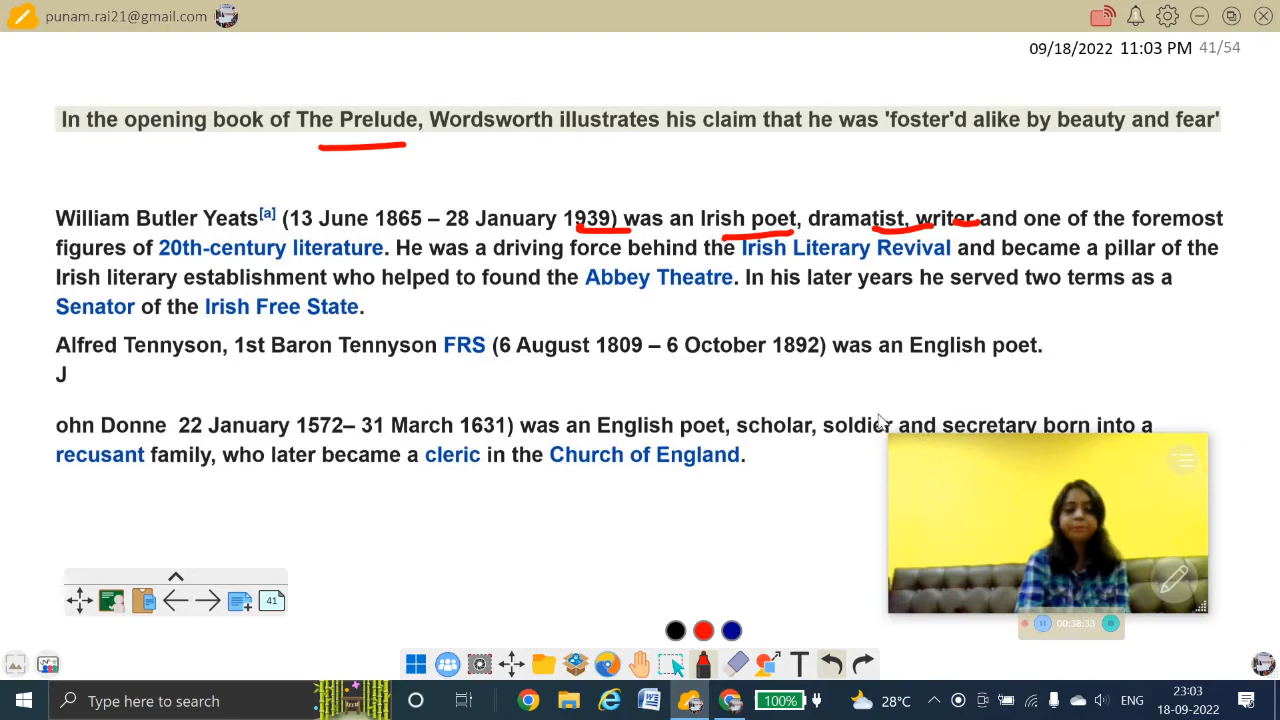 punam.rai21@gmail.com
09/18/2022 11:03 PM 41/54
In the opening book of The Prelude, Wordsworth illustrates his claim that he was 'foster'd alike by beauty and fear'
William Butler Yeats[a] (13 June 1865 – 28 January 1939) was an Irish poet, dramatist, writer and one of the foremost
figures of 20th-century literature. He was a driving force behind the Irish Literary Revival and became a pillar of the
Irish literary establishment who helped to found the Abbey Theatre. In his later years he served two terms as a
Senator of the Irish Free State.
Alfred Tennyson, 1st Baron Tennyson FRS (6 August 1809 – 6 October 1892) was an English poet.
J
ohn Donne 22 January 1572– 31 March 1631) was an English poet, scholar, soldier and secretary born into a
recusant family, who later became a cleric in the Church of England.
41
00:38:33
Type here to search
100%
28°C
ENG
23:03
18-09-2022